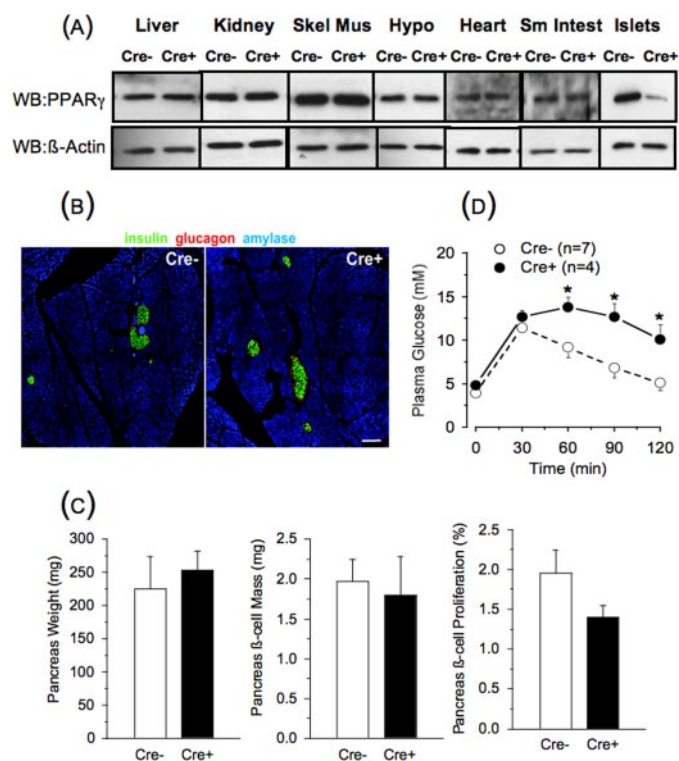 (A)
Liver Kidney Skel Mus Hypo Heart Sm Intest Islets
Cre- Cre+ Cre- Cre+ Cre- Cre+ Cre- Cre+ Cre- Cre+ Cre- Cre+ Cre- Cre+
WB:PPARγ
WB:ß-Actin
(B)
insulin glucagon amylase
Cre- Cre+
(D)
Cre- (n=7)
Cre+ (n=4)
Plasma Glucose (mM)
20
15
10
5
0
* * *
0 30 60 90 120
Time (min)
(C)
Pancreas Weight (mg)
300
250
200
150
100
50
0
Cre- Cre+
Pancreas ß-cell Mass (mg)
2.5
2.0
1.5
1.0
0.5
0.0
Cre- Cre+
Pancreas ß-cell Proliferation (%)
2.5
2.0
1.5
1.0
0.5
0.0
Cre- Cre+